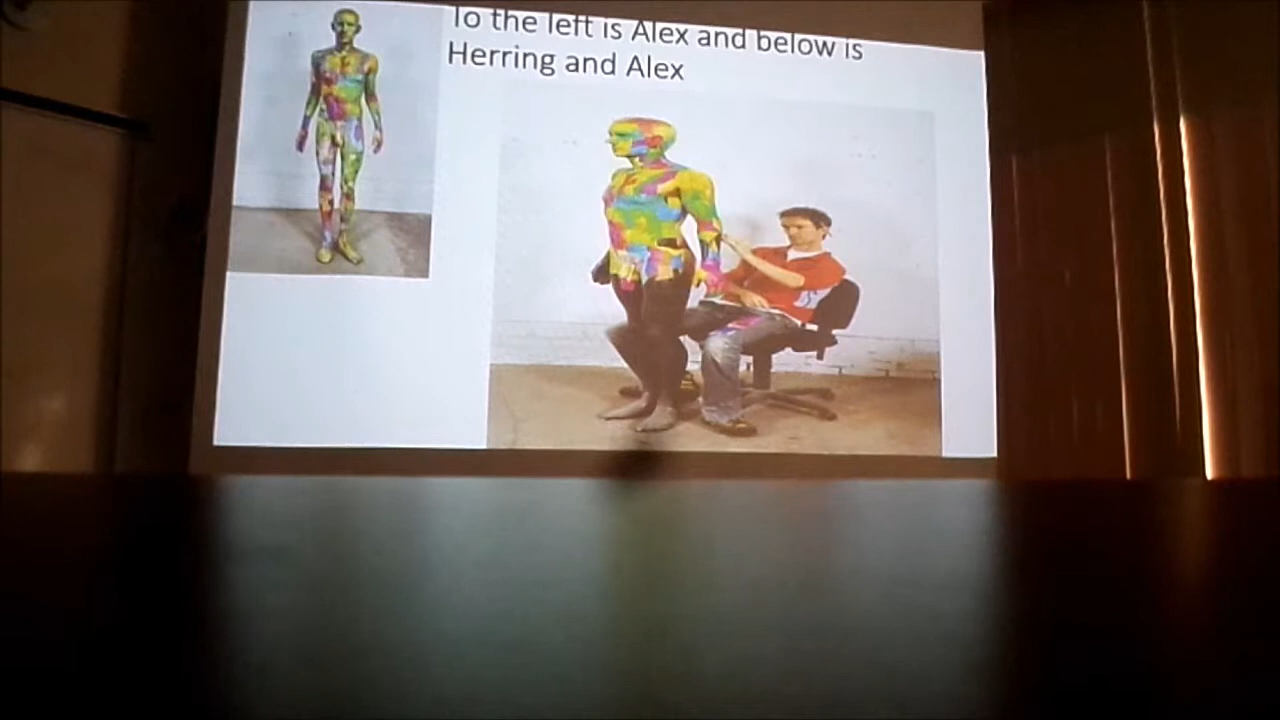 To the left is Alex and below is
Herring and Alex